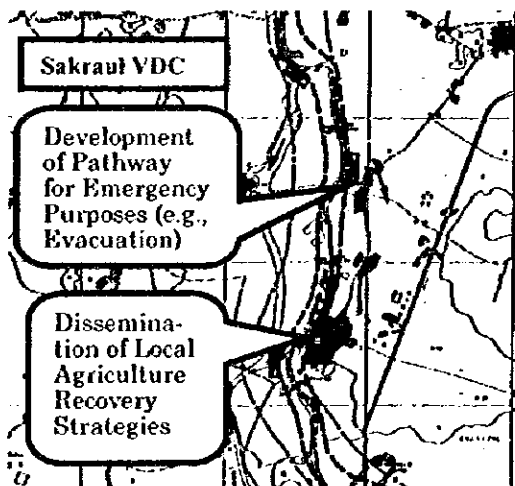 Sakraul VDC
Development
of Pathway
for Emergency
Purposes (e.g.,
Evacuation)
Dissemina-
tion of Local
Agriculture
Recovery
Strategies